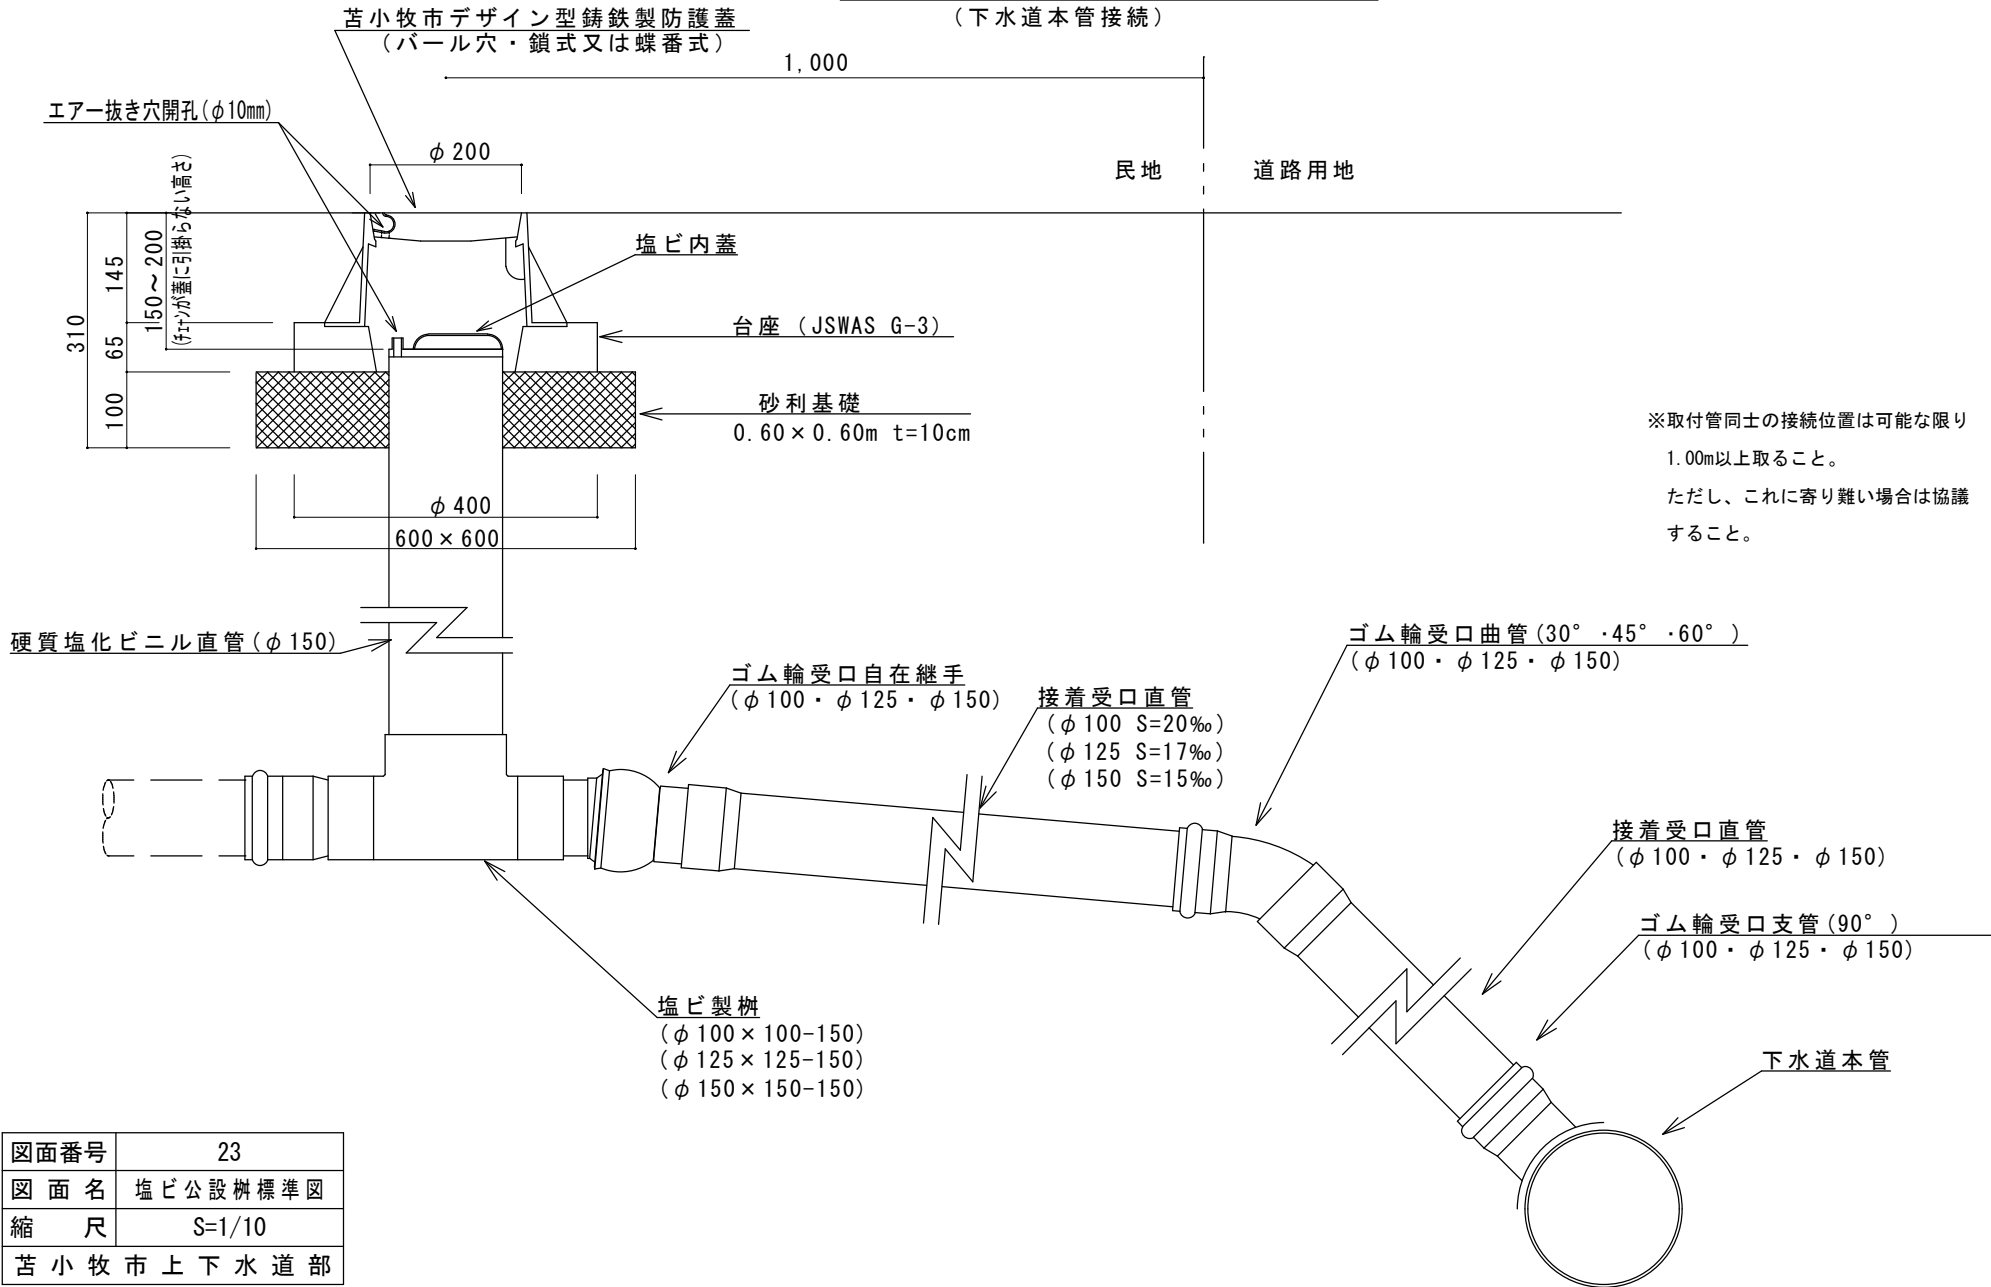 (下水道本管接続)
苫小牧市デザイン型鋳鉄製防護蓋
(バール穴・鎖式又は蝶番式)
1,000
エアー抜き穴開孔(φ10mm)
φ200
民地
道路用地
310
145
65
100
150~200
(チェーンが蓋に引掛らない高さ)
塩ビ内蓋
台座 (JSWAS G-3)
砂利基礎
0.60×0.60m t=10cm
※取付管同士の接続位置は可能な限り
1.00m以上取ること。
ただし、これに寄り難い場合は協議
すること。
φ400
600×600
硬質塩化ビニル直管(φ150)
ゴム輪受口自在継手
(φ100・φ125・φ150)
接着受口直管
(φ100 S=20‰)
(φ125 S=17‰)
(φ150 S=15‰)
ゴム輪受口曲管(30°・45°・60°)
(φ100・φ125・φ150)
接着受口直管
(φ100・φ125・φ150)
ゴム輪受口支管(90°)
(φ100・φ125・φ150)
塩ビ製桝
(φ100×100-150)
(φ125×125-150)
(φ150×150-150)
下水道本管
図面番号 23
図面名 塩ビ公設桝標準図
縮尺 S=1/10
苫小牧市上下水道部